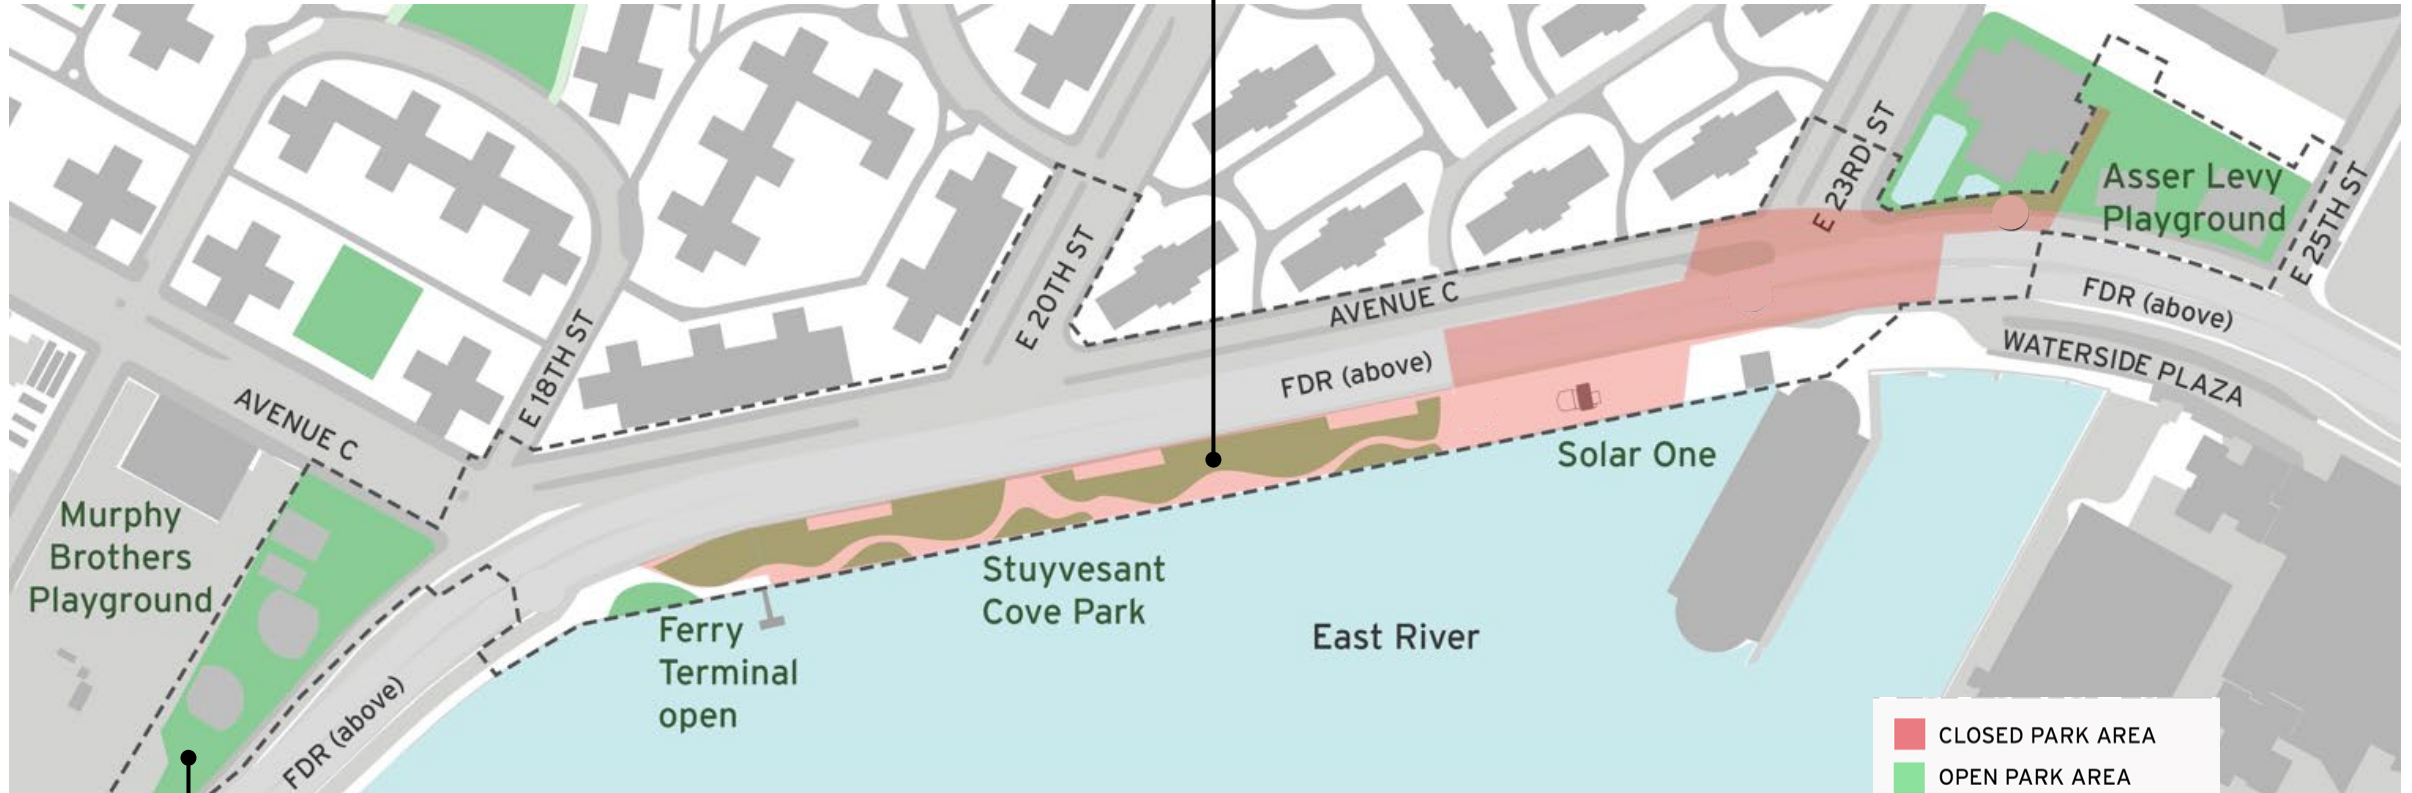 E 23RD ST
Asser Levy
Playground
E 25TH ST
E 20TH ST
AVENUE C
FDR (above)
FDR (above)
WATERSIDE PLAZA
E 18TH ST
AVENUE C
Solar One
Murphy
Brothers
Playground
Stuyvesant
Cove Park
Ferry
Terminal
open
East River
FDR (above)
CLOSED PARK AREA
OPEN PARK AREA